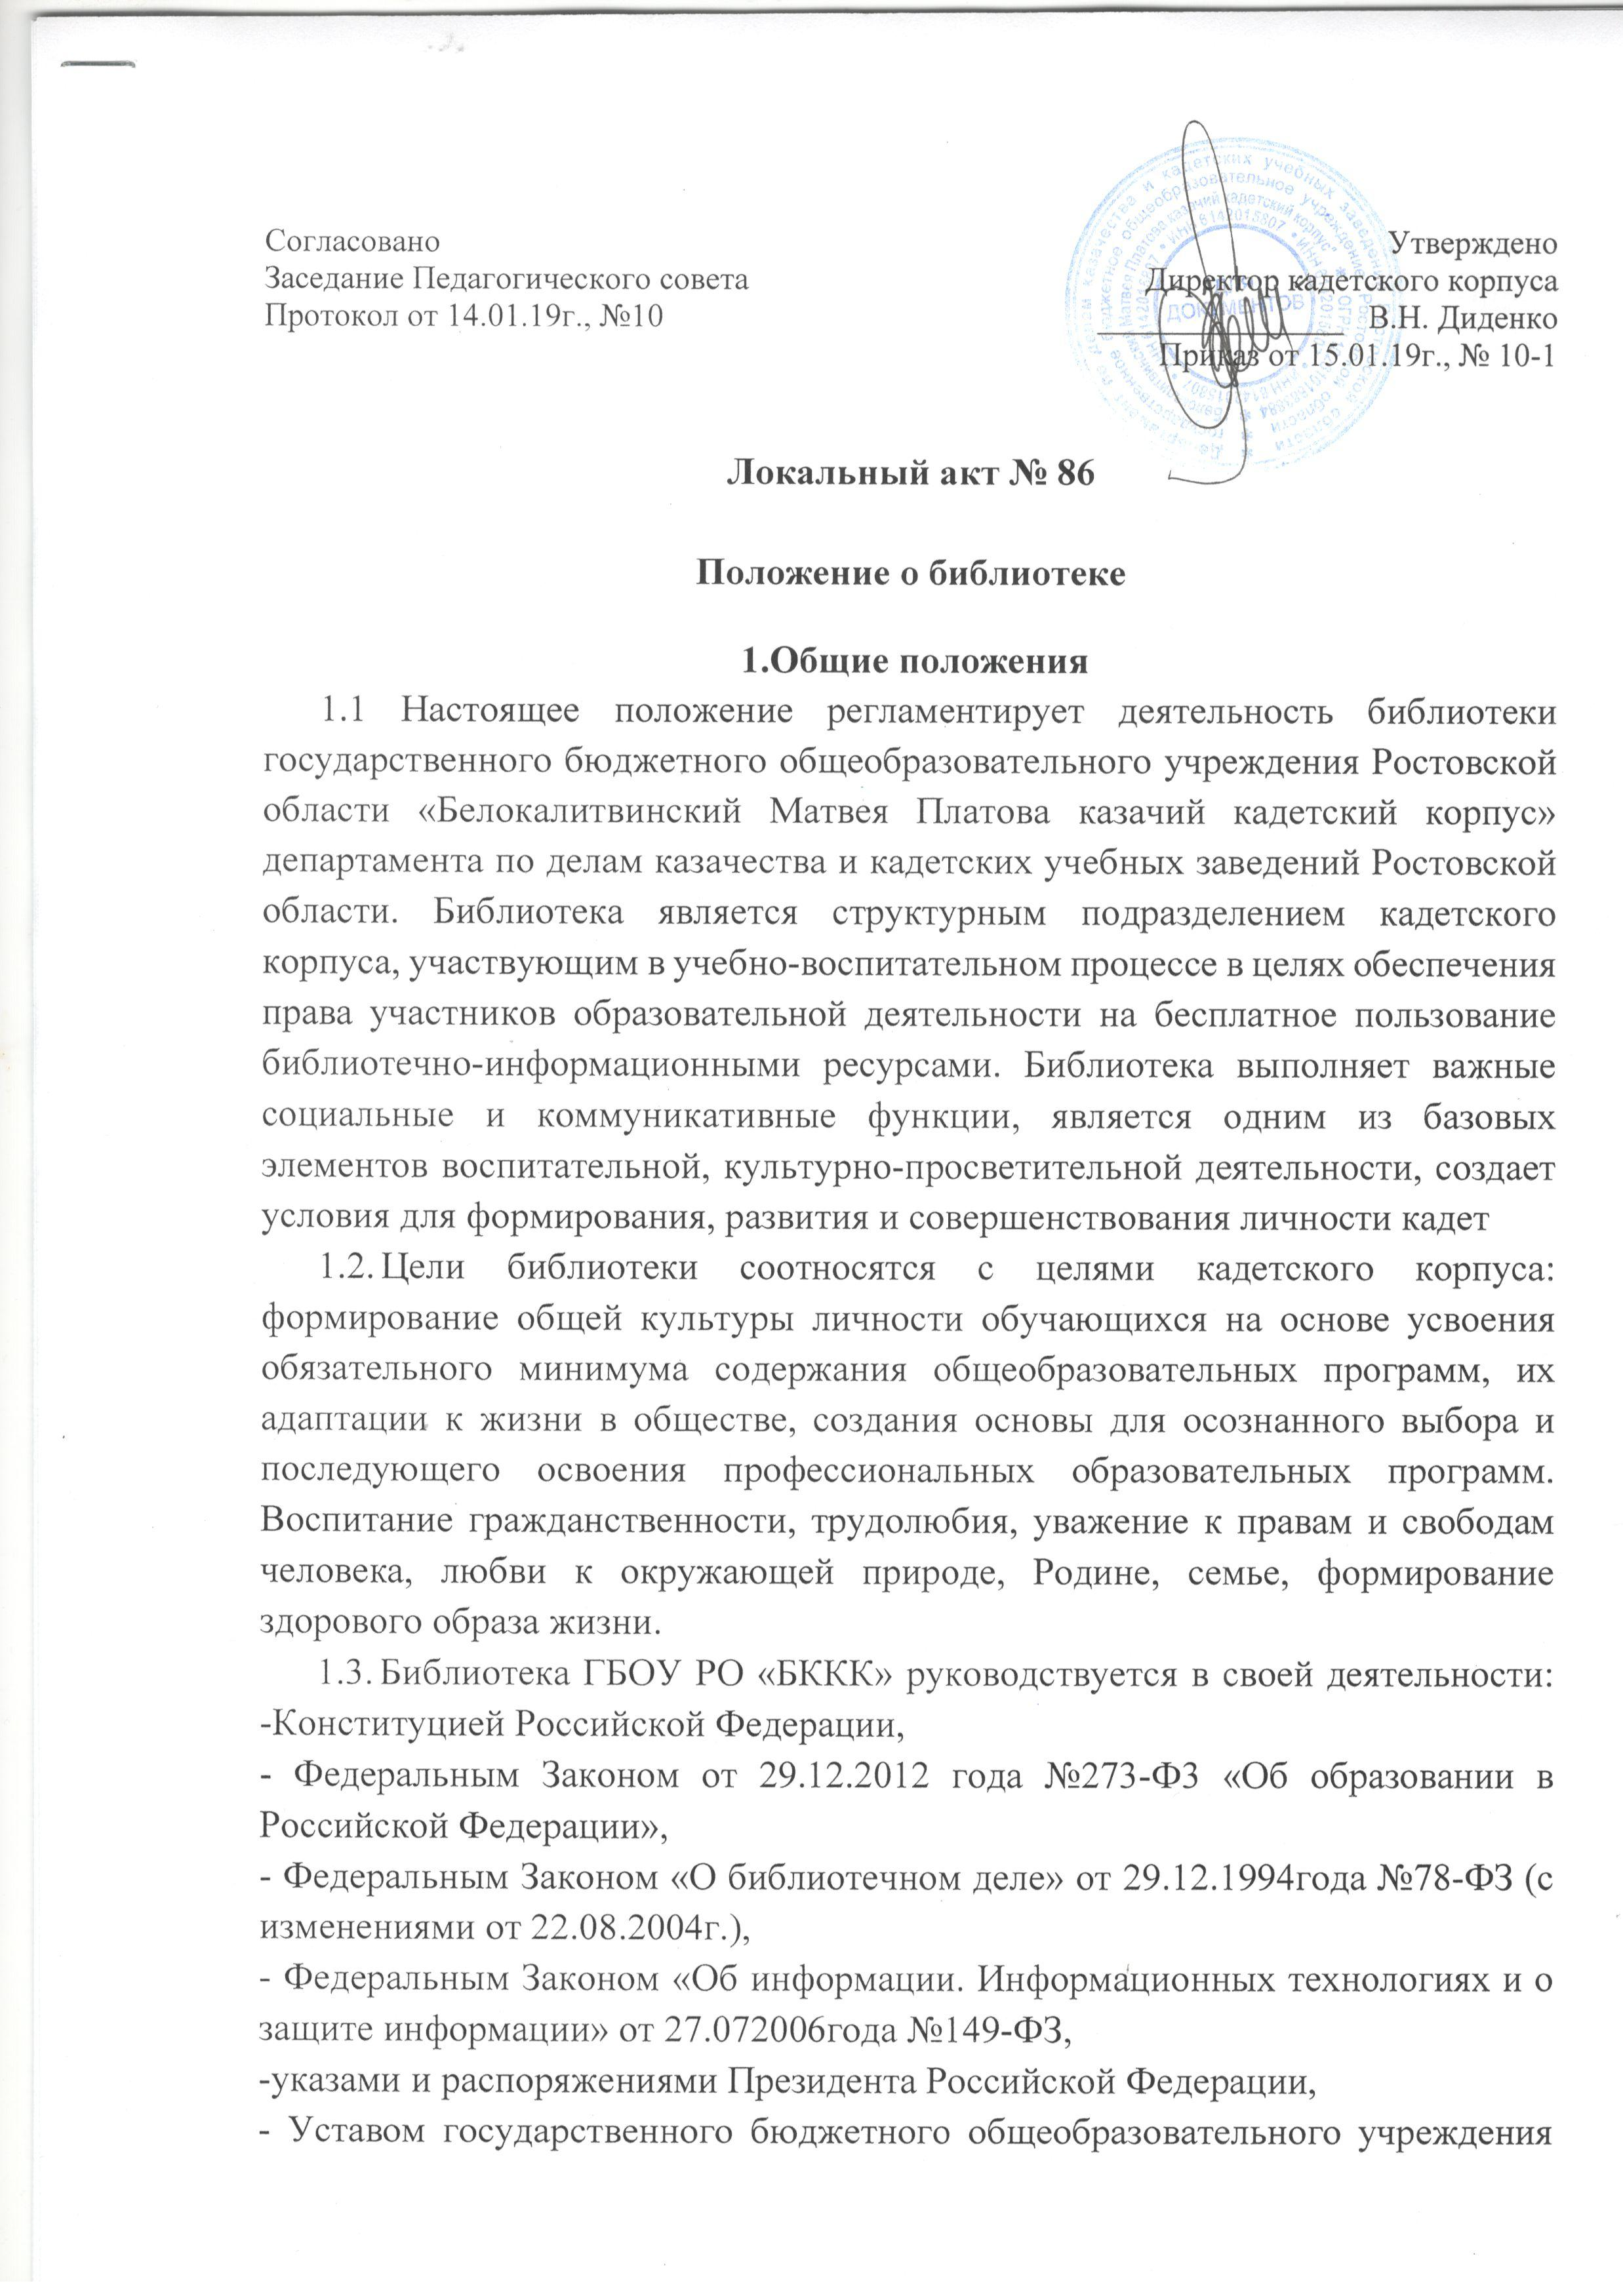 Согласовано
Заседание Педагогического совета
Протокол от 14.01.19г., №10
Утверждено
Директор кадетского корпуса
В.Н. Диденко
Приказ от 15.01.19г., № 10-1
ДОКУМЕНТОВ
Локальный акт № 86
Положение о библиотеке
1.Общие положения
1.1 Настоящее положение регламентирует деятельность библиотеки
государственного бюджетного общеобразовательного учреждения Ростовской
области «Белокалитвинский Матвея Платова казачий кадетский корпус»
департамента по делам казачества и кадетских учебных заведений Ростовской
области. Библиотека является структурным подразделением кадетского
корпуса, участвующим в учебно-воспитательном процессе в целях обеспечения
права участников образовательной деятельности на бесплатное пользование
библиотечно-информационными ресурсами. Библиотека выполняет важные
социальные и коммуникативные функции, является одним из базовых
элементов воспитательной, культурно-просветительной деятельности, создает
условия для формирования, развития и совершенствования личности кадет
1.2. Цели библиотеки соотносятся с целями кадетского корпуса:
формирование общей культуры личности обучающихся на основе усвоения
обязательного минимума содержания общеобразовательных программ, их
адаптации к жизни в обществе, создания основы для осознанного выбора и
последующего освоения профессиональных образовательных программ.
Воспитание гражданственности, трудолюбия, уважение к правам и свободам
человека, любви к окружающей природе, Родине, семье, формирование
здорового образа жизни.
1.3. Библиотека ГБОУ РО «БККК» руководствуется в своей деятельности:
-Конституцией Российской Федерации,
- Федеральным Законом от 29.12.2012 года №273-ФЗ «Об образовании в
Российской Федерации»,
- Федеральным Законом «О библиотечном деле» от 29.12.1994года №78-ФЗ (с
изменениями от 22.08.2004г.),
- Федеральным Законом «Об информации. Информационных технологиях и о
защите информации» от 27.072006года №149-ФЗ,
-указами и распоряжениями Президента Российской Федерации,
- Уставом государственного бюджетного общеобразовательного учреждения